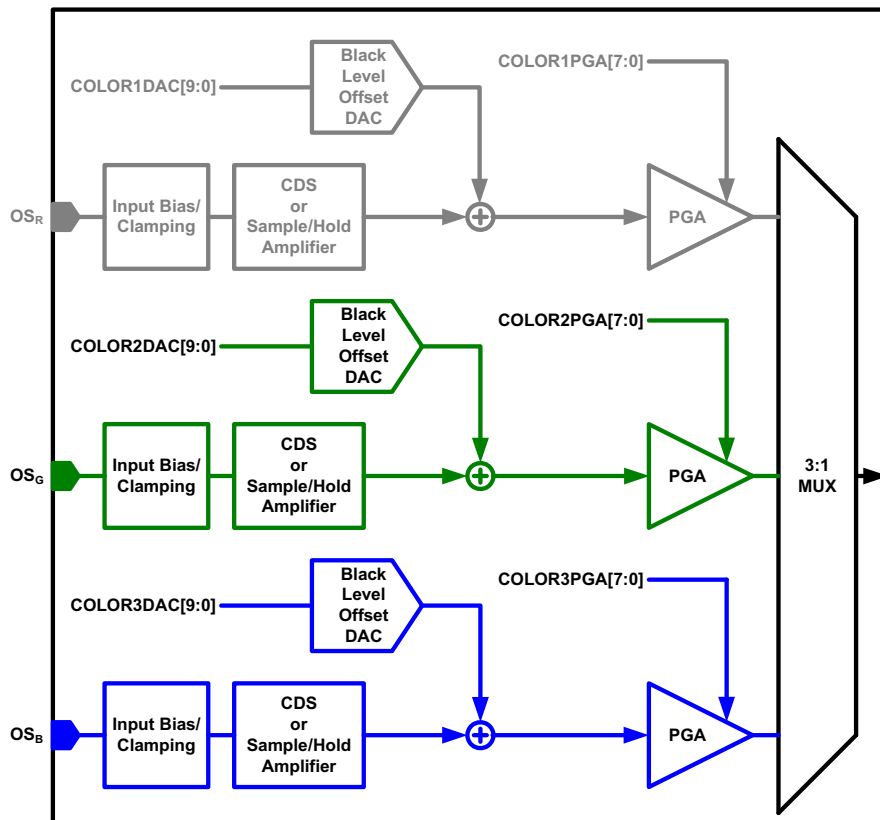 Black
Level
Offset
DAC
COLOR1DAC[9:0]
COLOR1PGA[7:0]
OSR
Input Bias/
Clamping
CDS
or
Sample/Hold
Amplifier
PGA
Black
Level
Offset
DAC
COLOR2DAC[9:0]
COLOR2PGA[7:0]
OSG
Input Bias/
Clamping
CDS
or
Sample/Hold
Amplifier
PGA
3:1
MUX
Black
Level
Offset
DAC
COLOR3DAC[9:0]
COLOR3PGA[7:0]
OSB
Input Bias/
Clamping
CDS
or
Sample/Hold
Amplifier
PGA